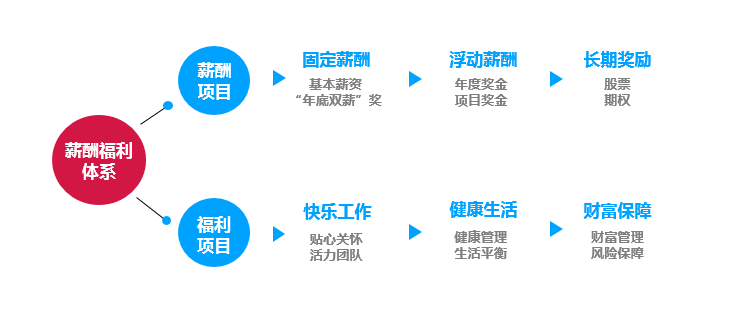 薪酬福利
体系
薪酬
项目
固定薪酬
基本薪资
“年底双薪”奖
浮动薪酬
年度奖金
项目奖金
长期奖励
股票
期权
福利
项目
快乐工作
贴心关怀
活力团队
健康生活
健康管理
生活平衡
财富保障
财富管理
风险保障